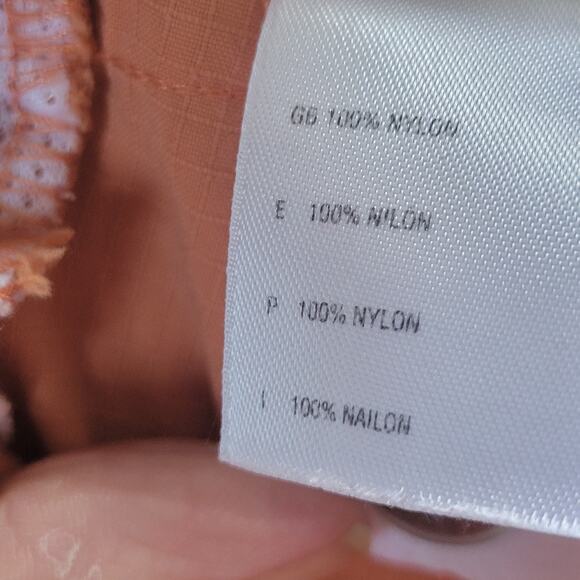 GB 100% NYLON
E 100% NILON
P 100% NYLON
I 100% NAILON